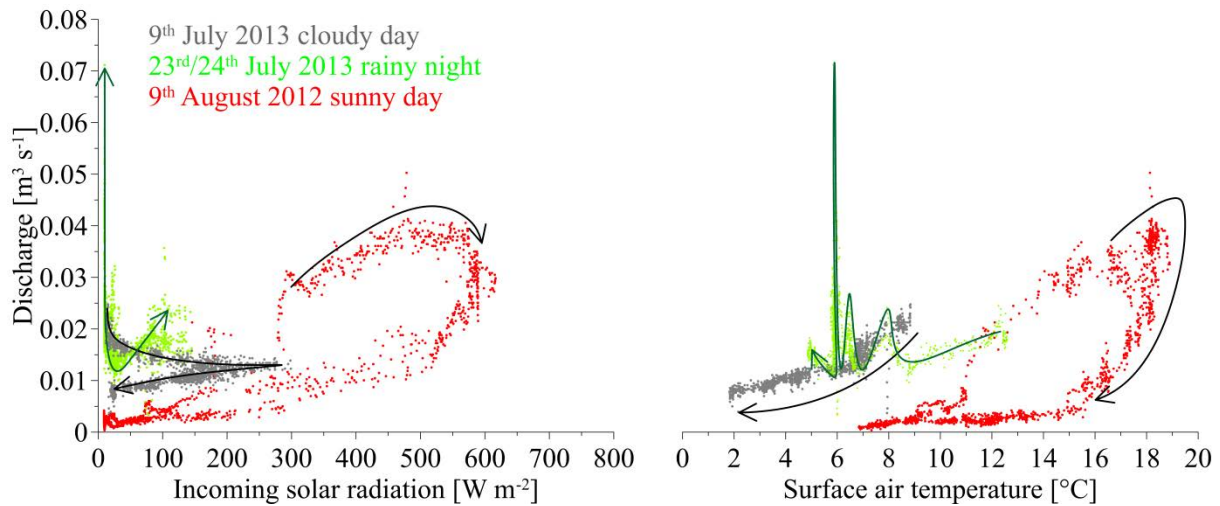 9th July 2013 cloudy day
23rd/24th July 2013 rainy night
9th August 2012 sunny day
Discharge [m³ s⁻¹]
0.08
0.07
0.06
0.05
0.04
0.03
0.02
0.01
0
0 100 200 300 400 500 600 700 800
Incoming solar radiation [W m⁻²]
0 2 4 6 8 10 12 14 16 18 20
Surface air temperature [°C]